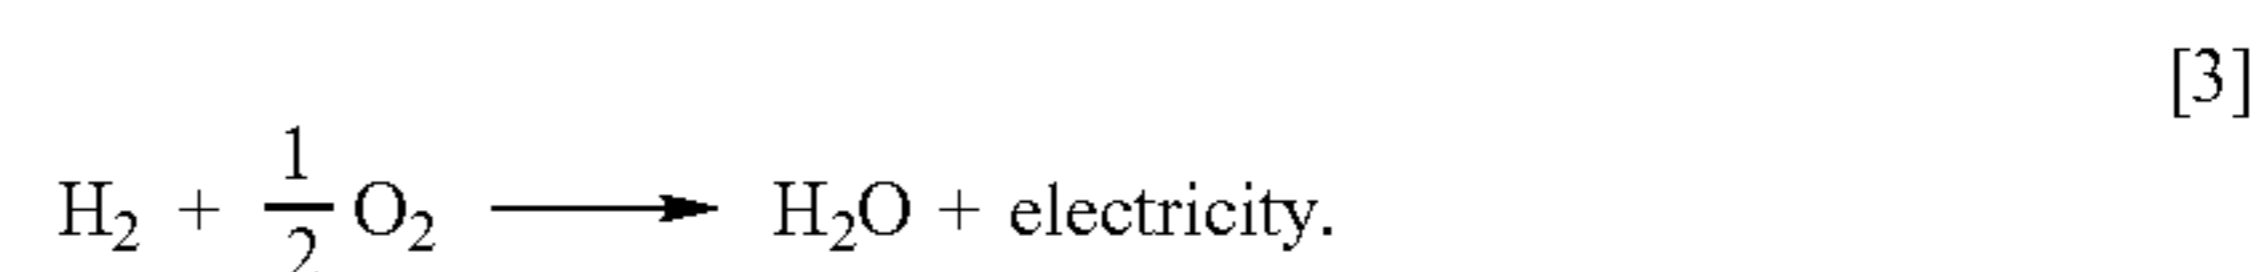 [3]
H₂ + 1/2 O₂ ⟶ H₂O + electricity.